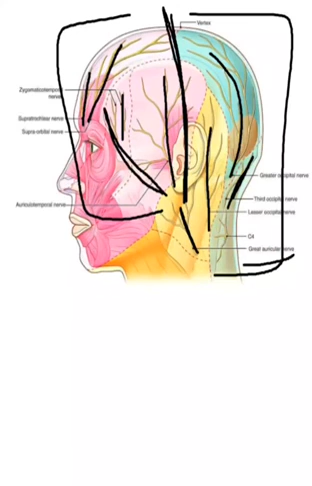 Vertex
Zygomaticotemporal
nerve
Supratrochlear nerve
Supra orbital nerve
Greater occipital nerve
Third occipital nerve
Auriculotemporal nerve
Lesser occipital nerve
C4
Great auricular nerve